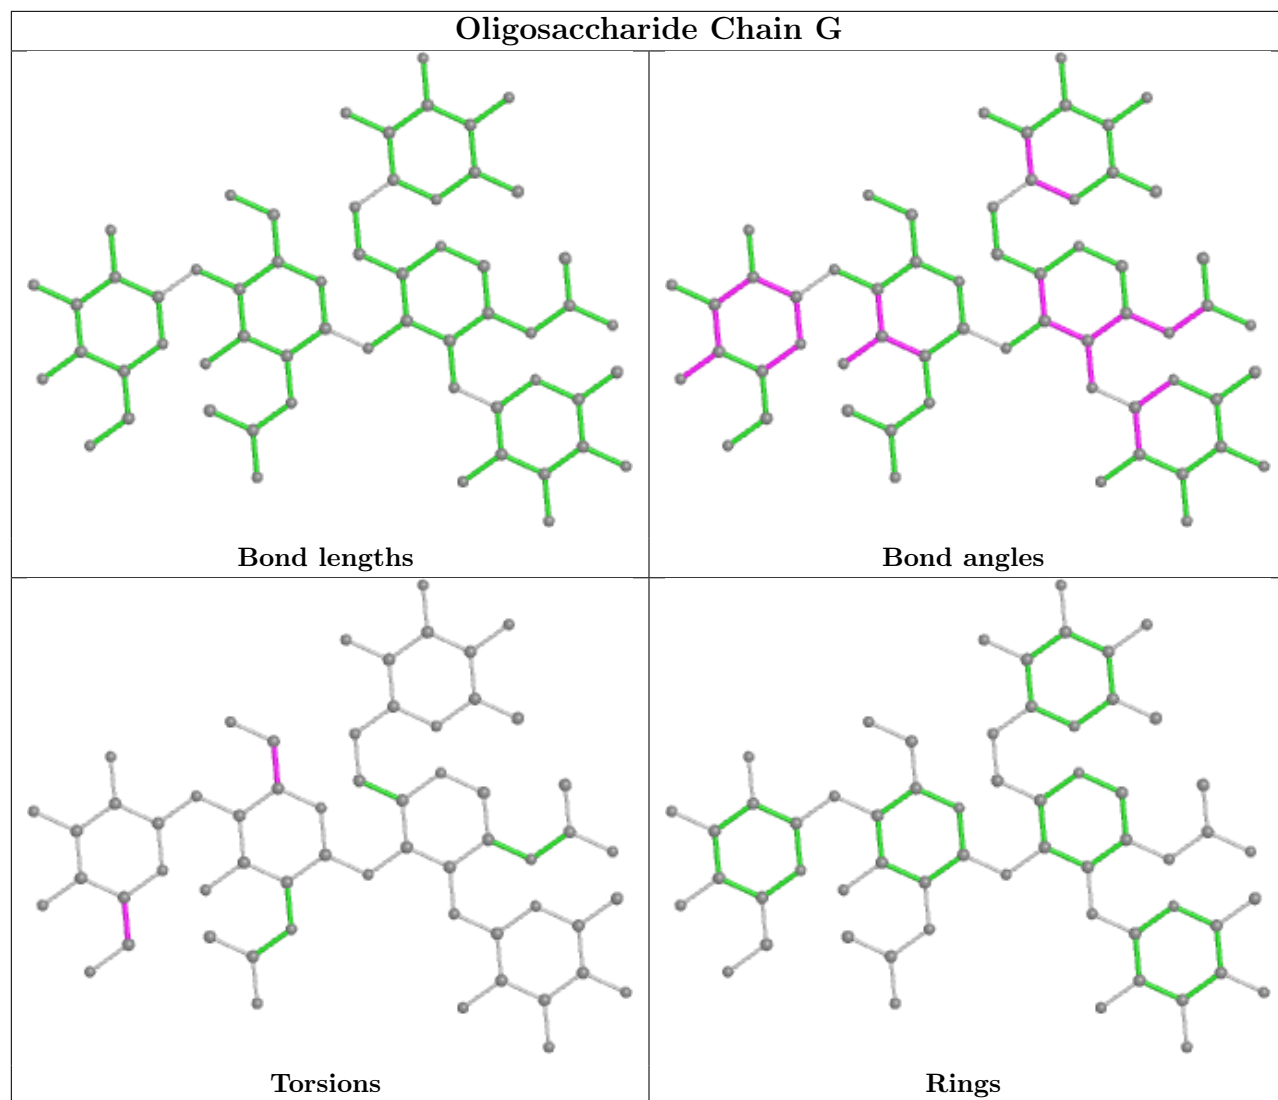 Oligosaccharide Chain G
Bond lengths
Bond angles
Torsions
Rings